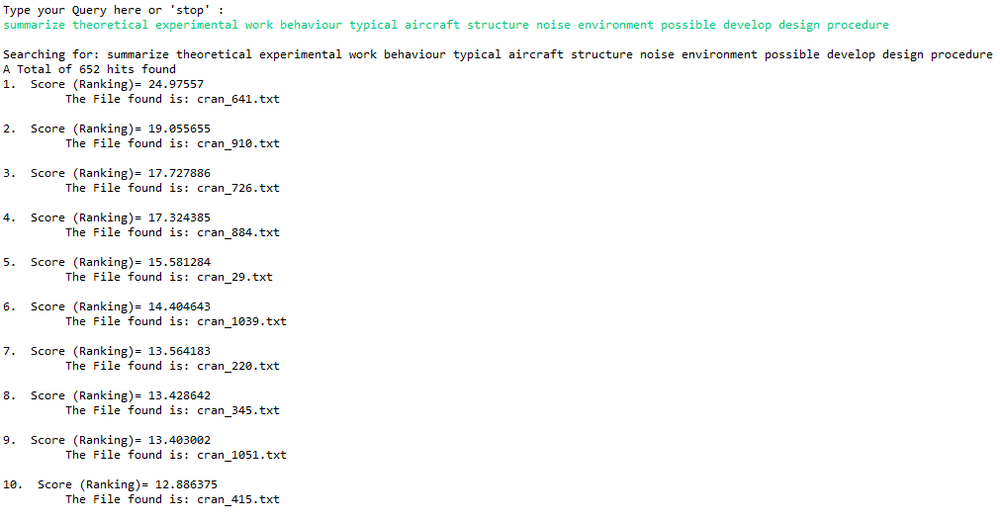 Type your Query here or 'stop' :
summarize theoretical experimental work behaviour typical aircraft structure noise environment possible develop design procedure
Searching for: summarize theoretical experimental work behaviour typical aircraft structure noise environment possible develop design procedure
A Total of 652 hits found
1.  Score (Ranking)= 24.97557
The File found is: cran_641.txt
2.  Score (Ranking)= 19.055655
The File found is: cran_910.txt
3.  Score (Ranking)= 17.727886
The File found is: cran_726.txt
4.  Score (Ranking)= 17.324385
The File found is: cran_884.txt
5.  Score (Ranking)= 15.581284
The File found is: cran_29.txt
6.  Score (Ranking)= 14.404643
The File found is: cran_1039.txt
7.  Score (Ranking)= 13.564183
The File found is: cran_220.txt
8.  Score (Ranking)= 13.428642
The File found is: cran_345.txt
9.  Score (Ranking)= 13.403002
The File found is: cran_1051.txt
10.  Score (Ranking)= 12.886375
The File found is: cran_415.txt